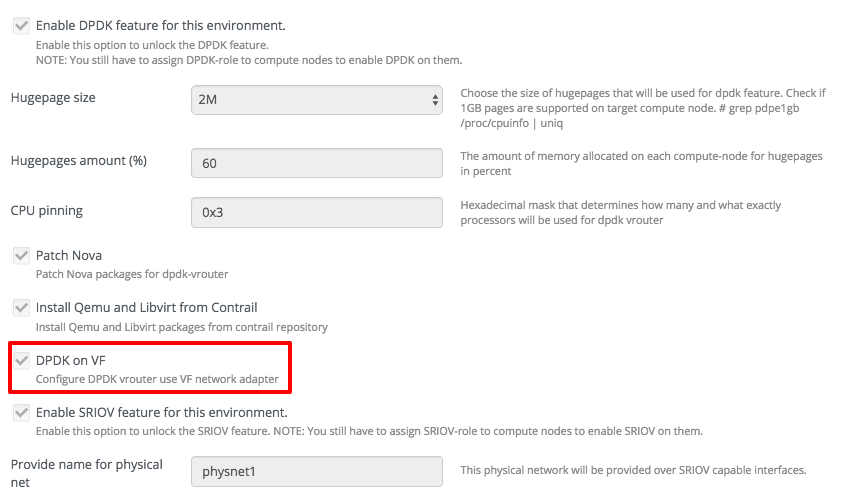 Enable DPDK feature for this environment.
Enable this option to unlock the DPDK feature.
NOTE: You still have to assign DPDK-role to compute nodes to enable DPDK on them.
Hugepage size
2M
Choose the size of hugepages that will be used for dpdk feature. Check if
1GB pages are supported on target compute node. # grep pdpe1gb
/proc/cpuinfo | uniq
Hugepages amount (%)
60
The amount of memory allocated on each compute-node for hugepages
in percent
CPU pinning
0x3
Hexadecimal mask that determines how many and what exactly
processors will be used for dpdk vrouter
Patch Nova
Patch Nova packages for dpdk-vrouter
Install Qemu and Libvirt from Contrail
Install Qemu and Libvirt packages from contrail repository
DPDK on VF
Configure DPDK vrouter use VF network adapter
Enable SRIOV feature for this environment.
Enable this option to unlock the SRIOV feature. NOTE: You still have to assign SRIOV-role to compute nodes to enable SRIOV on them.
Provide name for physical
net
physnet1
This physical network will be provided over SRIOV capable interfaces.